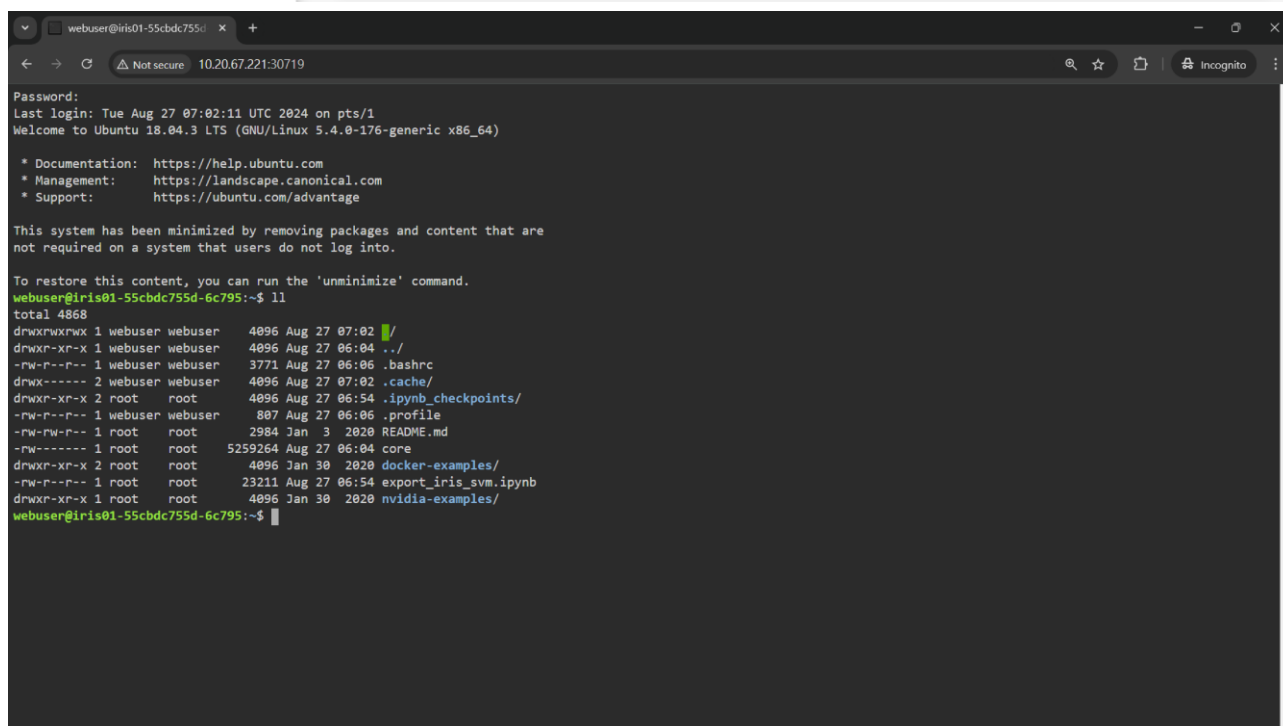 webuser@iris01-55cbdc755d
Not secure 10.20.67.221:30719 Incognito
Password:
Last login: Tue Aug 27 07:02:11 UTC 2024 on pts/1
Welcome to Ubuntu 18.04.3 LTS (GNU/Linux 5.4.0-176-generic x86_64)
* Documentation:  https://help.ubuntu.com
* Management:     https://landscape.canonical.com
* Support:        https://ubuntu.com/advantage
This system has been minimized by removing packages and content that are
not required on a system that users do not log into.
To restore this content, you can run the 'unminimize' command.
webuser@iris01-55cbdc755d-6c795:~$ ll
total 4868
drwxrwxrwx 1 webuser webuser    4096 Aug 27 07:02 ./
drwxr-xr-x 1 webuser webuser    4096 Aug 27 06:04 ../
-rw-r--r-- 1 webuser webuser    3771 Aug 27 06:06 .bashrc
drwx------ 2 webuser webuser    4096 Aug 27 07:02 .cache/
drwxr-xr-x 2 root    root       4096 Aug 27 06:54 .ipynb_checkpoints/
-rw-r--r-- 1 webuser webuser     807 Aug 27 06:06 .profile
-rw-rw-r-- 1 root    root       2984 Jan  3  2020 README.md
-rw------- 1 root    root    5259264 Aug 27 06:04 core
drwxr-xr-x 2 root    root       4096 Jan 30  2020 docker-examples/
-rw-r--r-- 1 root    root      23211 Aug 27 06:54 export_iris_svm.ipynb
drwxr-xr-x 1 root    root       4096 Jan 30  2020 nvidia-examples/
webuser@iris01-55cbdc755d-6c795:~$